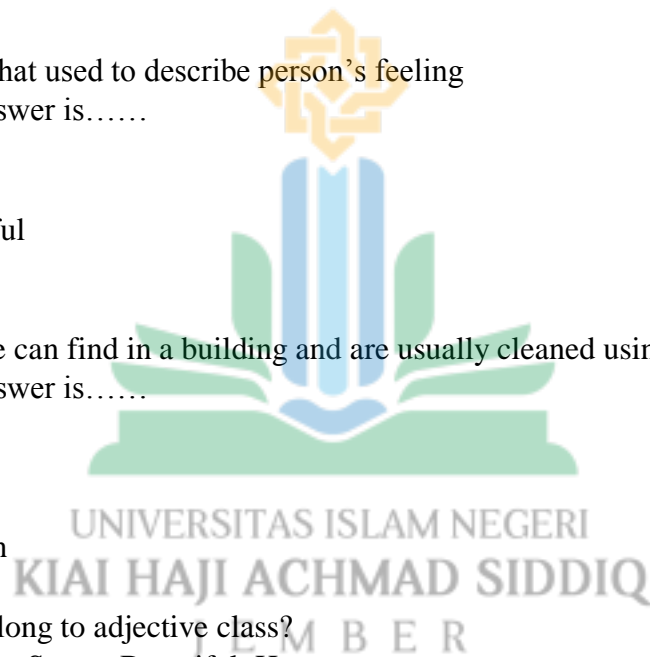 hat used to describe person's feeling
swer is……
ful
e can find in a building and are usually cleaned usin
swer is……
UNIVERSITAS ISLAM NEGERI
n
KIAI HAJI ACHMAD SIDDIQ
long to adjective class?
J E M B E R